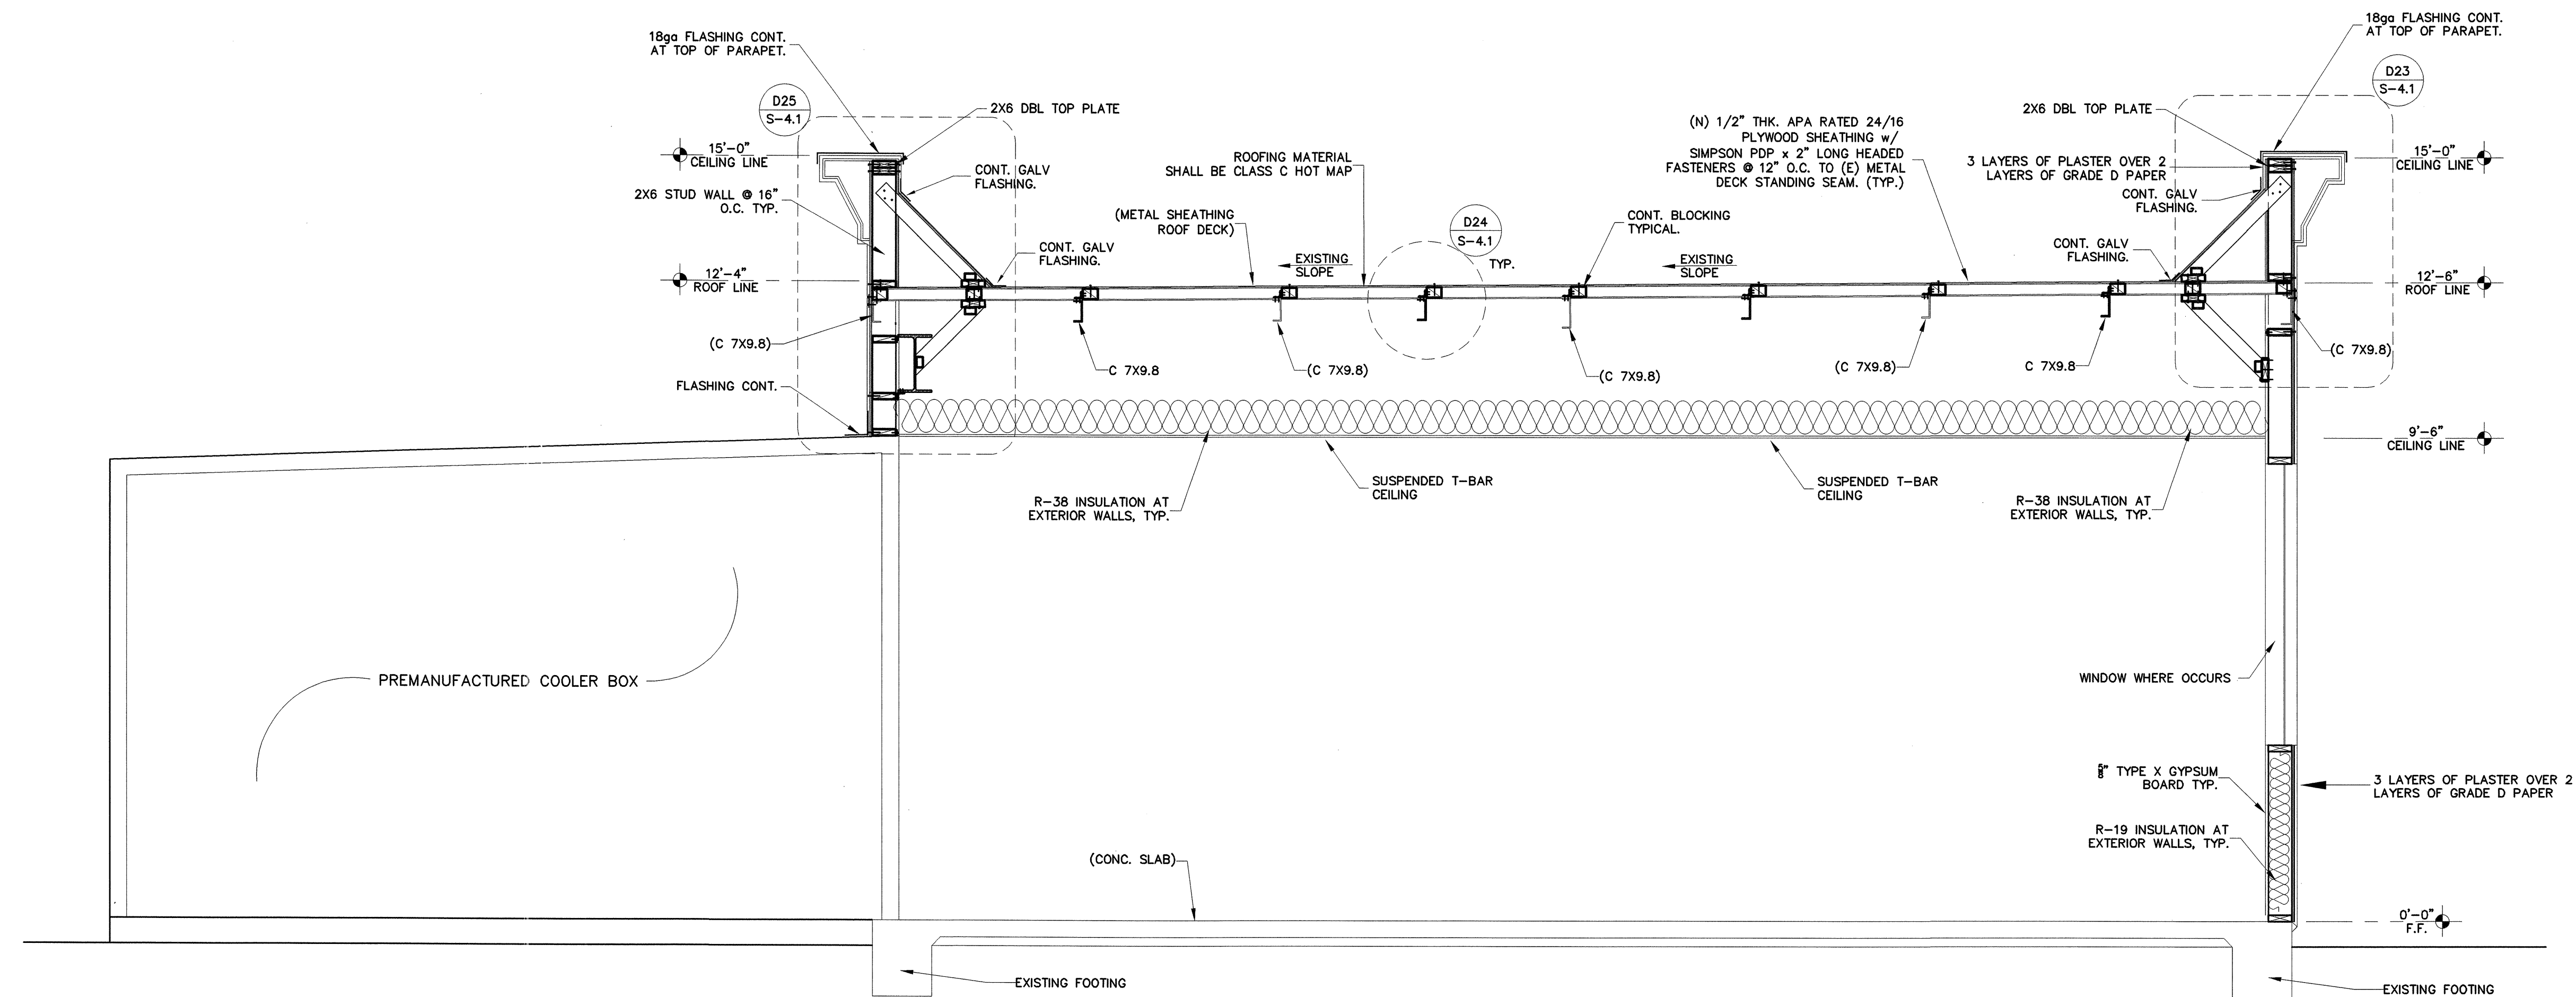 18ga FLASHING CONT.
AT TOP OF PARAPET.
18ga FLASHING CONT.
AT TOP OF PARAPET.
D25
S-4.1
2X6 DBL TOP PLATE
D23
S-4.1
2X6 DBL TOP PLATE
(N) 1/2" THK. APA RATED 24/16
PLYWOOD SHEATHING w/
SIMPSON PDP x 2" LONG HEADED
FASTENERS @ 12" O.C. TO (E) METAL
DECK STANDING SEAM. (TYP.)
15'-0"
CEILING LINE
ROOFING MATERIAL
SHALL BE CLASS C HOT MAP
3 LAYERS OF PLASTER OVER 2
LAYERS OF GRADE D PAPER
15'-0"
CEILING LINE
CONT. GALV
FLASHING.
2X6 STUD WALL @ 16"
O.C. TYP.
CONT. GALV
FLASHING.
(METAL SHEATHING
ROOF DECK)
D24
S-4.1
TYP.
CONT. BLOCKING
TYPICAL.
CONT. GALV
FLASHING.
CONT. GALV
FLASHING.
EXISTING
SLOPE
EXISTING
SLOPE
12'-4"
ROOF LINE
12'-6"
ROOF LINE
(C 7X9.8)
C 7X9.8
(C 7X9.8)
(C 7X9.8)
(C 7X9.8)
C 7X9.8
(C 7X9.8)
FLASHING CONT.
9'-6"
CEILING LINE
SUSPENDED T-BAR
CEILING
SUSPENDED T-BAR
CEILING
R-38 INSULATION AT
EXTERIOR WALLS, TYP.
R-38 INSULATION AT
EXTERIOR WALLS, TYP.
PREMANUFACTURED COOLER BOX
WINDOW WHERE OCCURS
5/8" TYPE X GYPSUM
BOARD TYP.
3 LAYERS OF PLASTER OVER 2
LAYERS OF GRADE D PAPER
R-19 INSULATION AT
EXTERIOR WALLS, TYP.
(CONC. SLAB)
0'-0"
F.F.
EXISTING FOOTING
EXISTING FOOTING